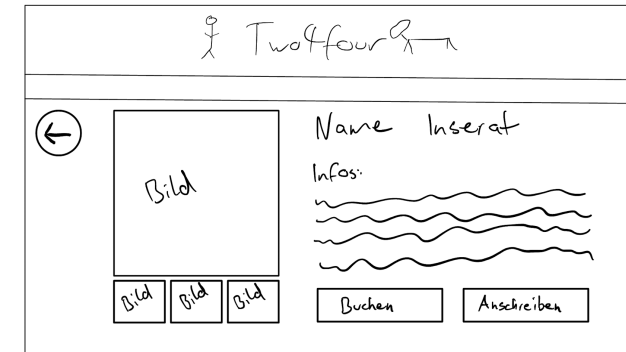 Two4four
Name Inserat
Infos:
Bild
Bild Bild Bild
Buchen Anschreiben